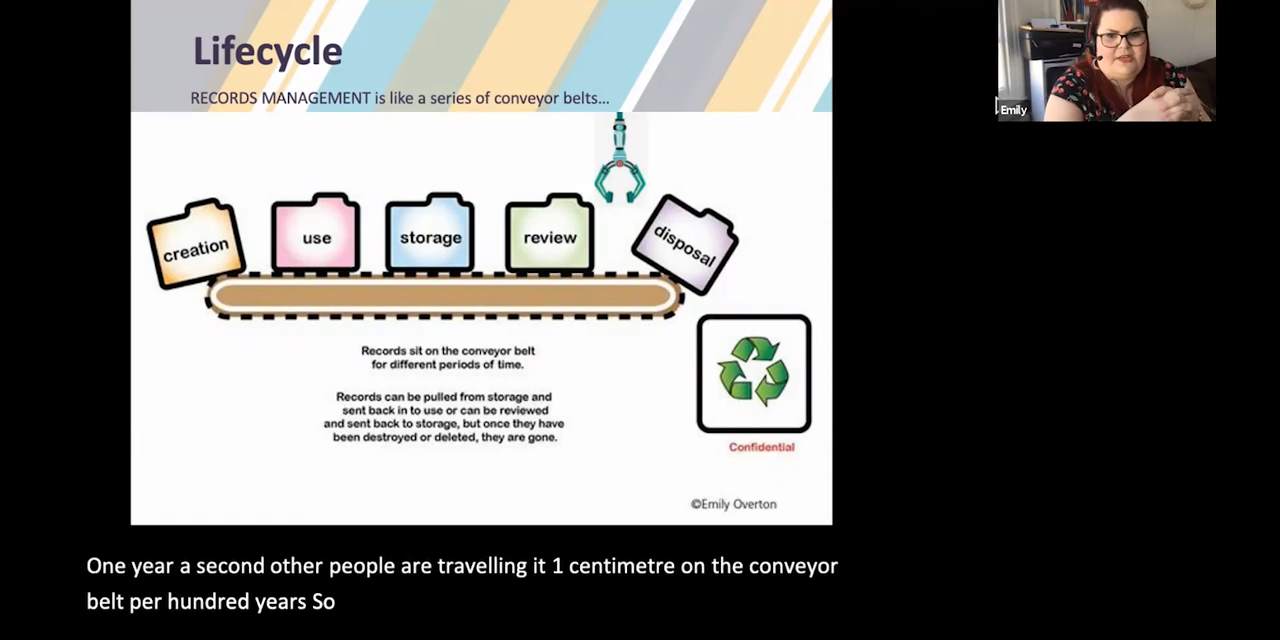 Lifecycle
RECORDS MANAGEMENT is like a series of conveyor belts...
Emily
creation
use
storage
review
disposal
Records sit on the conveyor belt
for different periods of time.
Records can be pulled from storage and
sent back in to use or can be reviewed
and sent back to storage, but once they have
been destroyed or deleted, they are gone.
Confidential
©Emily Overton
One year a second other people are travelling it 1 centimetre on the conveyor
belt per hundred years So